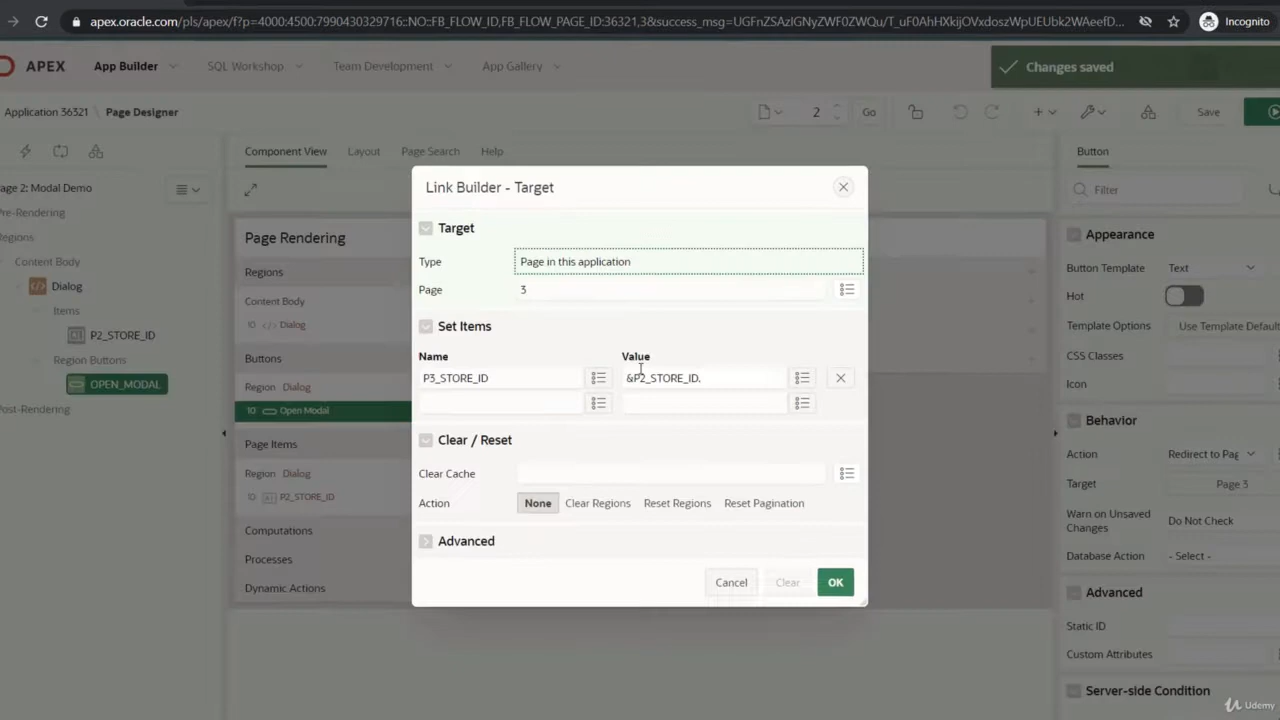 apex.oracle.com/pls/apex/f?p=4000:4500:7990430329716::NO::FB_FLOW_ID,FB_FLOW_PAGE_ID:36321,3&success_msg=UGFnZSAzIGNyZWF0ZWQu/T_uF0AhHXkijOVxdoszWpUEUbk2WAeefD...
Incognito
APEX App Builder SQL Workshop Team Development App Gallery
Changes saved
Application 36321 \ Page Designer 2 Go Save
Component View Layout Page Search Help Button
age 2: Modal Demo
Filter
re-Rendering
egions
Content Body
Dialog
Items
P2_STORE_ID
Region Buttons
OPEN_MODAL
ost-Rendering
Page Rendering
Regions
Content Body
10 Dialog
Buttons
Region Dialog
10 Open Modal
Page Items
Region Dialog
10 P2_STORE_ID
Computations
Processes
Dynamic Actions
Link Builder - Target
Target
Type Page in this application
Page 3
Set Items
Name Value
P3_STORE_ID &P2_STORE_ID.
Clear / Reset
Clear Cache
Action None Clear Regions Reset Regions Reset Pagination
Advanced
Cancel Clear OK
Appearance
Button Template Text
Hot
Template Options Use Template Default
CSS Classes
Icon
Behavior
Action Redirect to Pag
Target Page 3
Warn on Unsaved
Changes Do Not Check
Database Action - Select -
Advanced
Static ID
Custom Attributes
Server-side Condition
Udemy